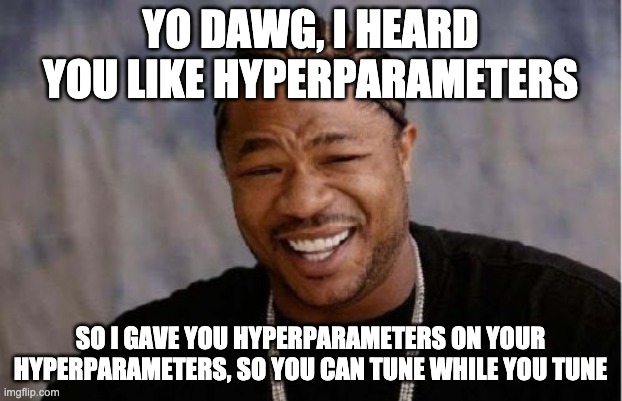 YO DAWG, I HEARD
YOU LIKE HYPERPARAMETERS
SO I GAVE YOU HYPERPARAMETERS ON YOUR
HYPERPARAMETERS, SO YOU CAN TUNE WHILE YOU TUNE
imgflip.com